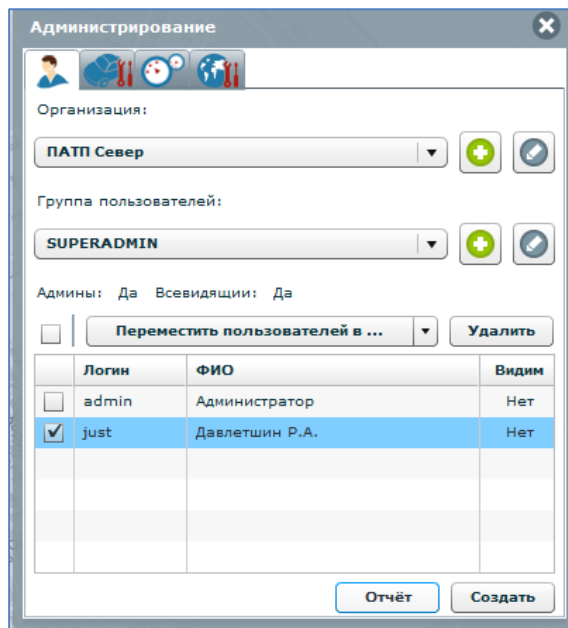 Администрирование
Организация:
ПАТП Север
Группа пользователей:
SUPERADMIN
Админы: Да Всевидящии: Да
Переместить пользователей в ... Удалить
Логин ФИО Видим
admin Администратор Нет
just Давлетшин Р.А. Нет
Отчёт Создать